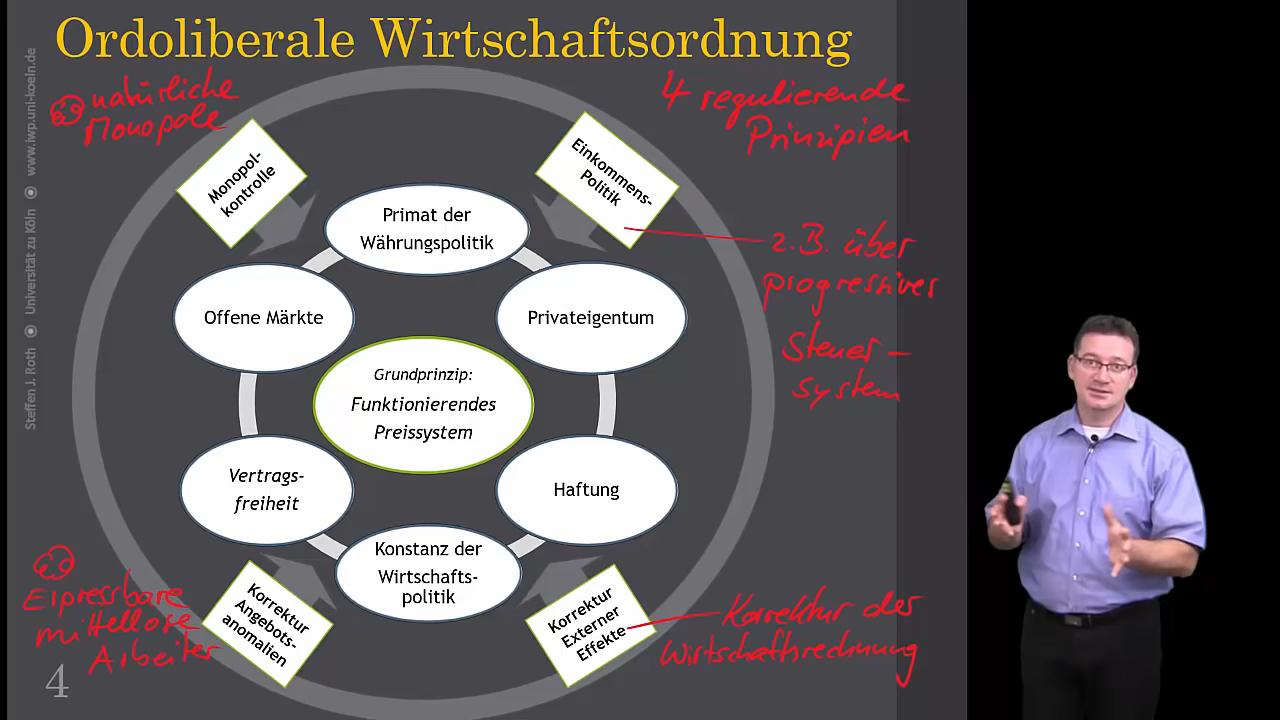 Ordoliberale Wirtschaftsordnung
Steffen J. Roth ◉ Universität zu Köln ◉ www.iwp.uni-koeln.de
natürliche
Monopole
4 regulierende
Prinzipien
Monopol-
kontrolle
Einkommens-
Politik
Primat der
Währungspolitik
z.B. über
progressives
Steuer-
system
Offene Märkte
Privateigentum
Grundprinzip:
Funktionierendes
Preissystem
Vertrags-
freiheit
Haftung
Konstanz der
Wirtschafts-
politik
Erpressbare
mittellose
Arbeiter
Korrektur
Angebots-
anomalien
Korrektur
Externer
Effekte
Korrektur der
Wirtschaftsrechnung
4